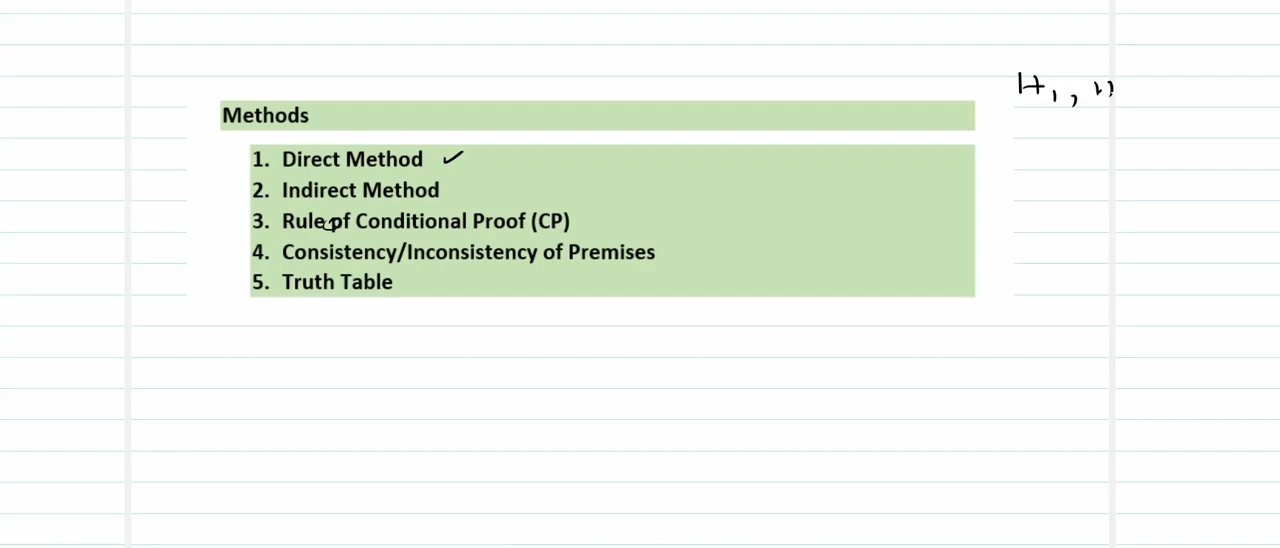 H₁,
Methods
1. Direct Method ✓
2. Indirect Method
3. Rule of Conditional Proof (CP)
4. Consistency/Inconsistency of Premises
5. Truth Table